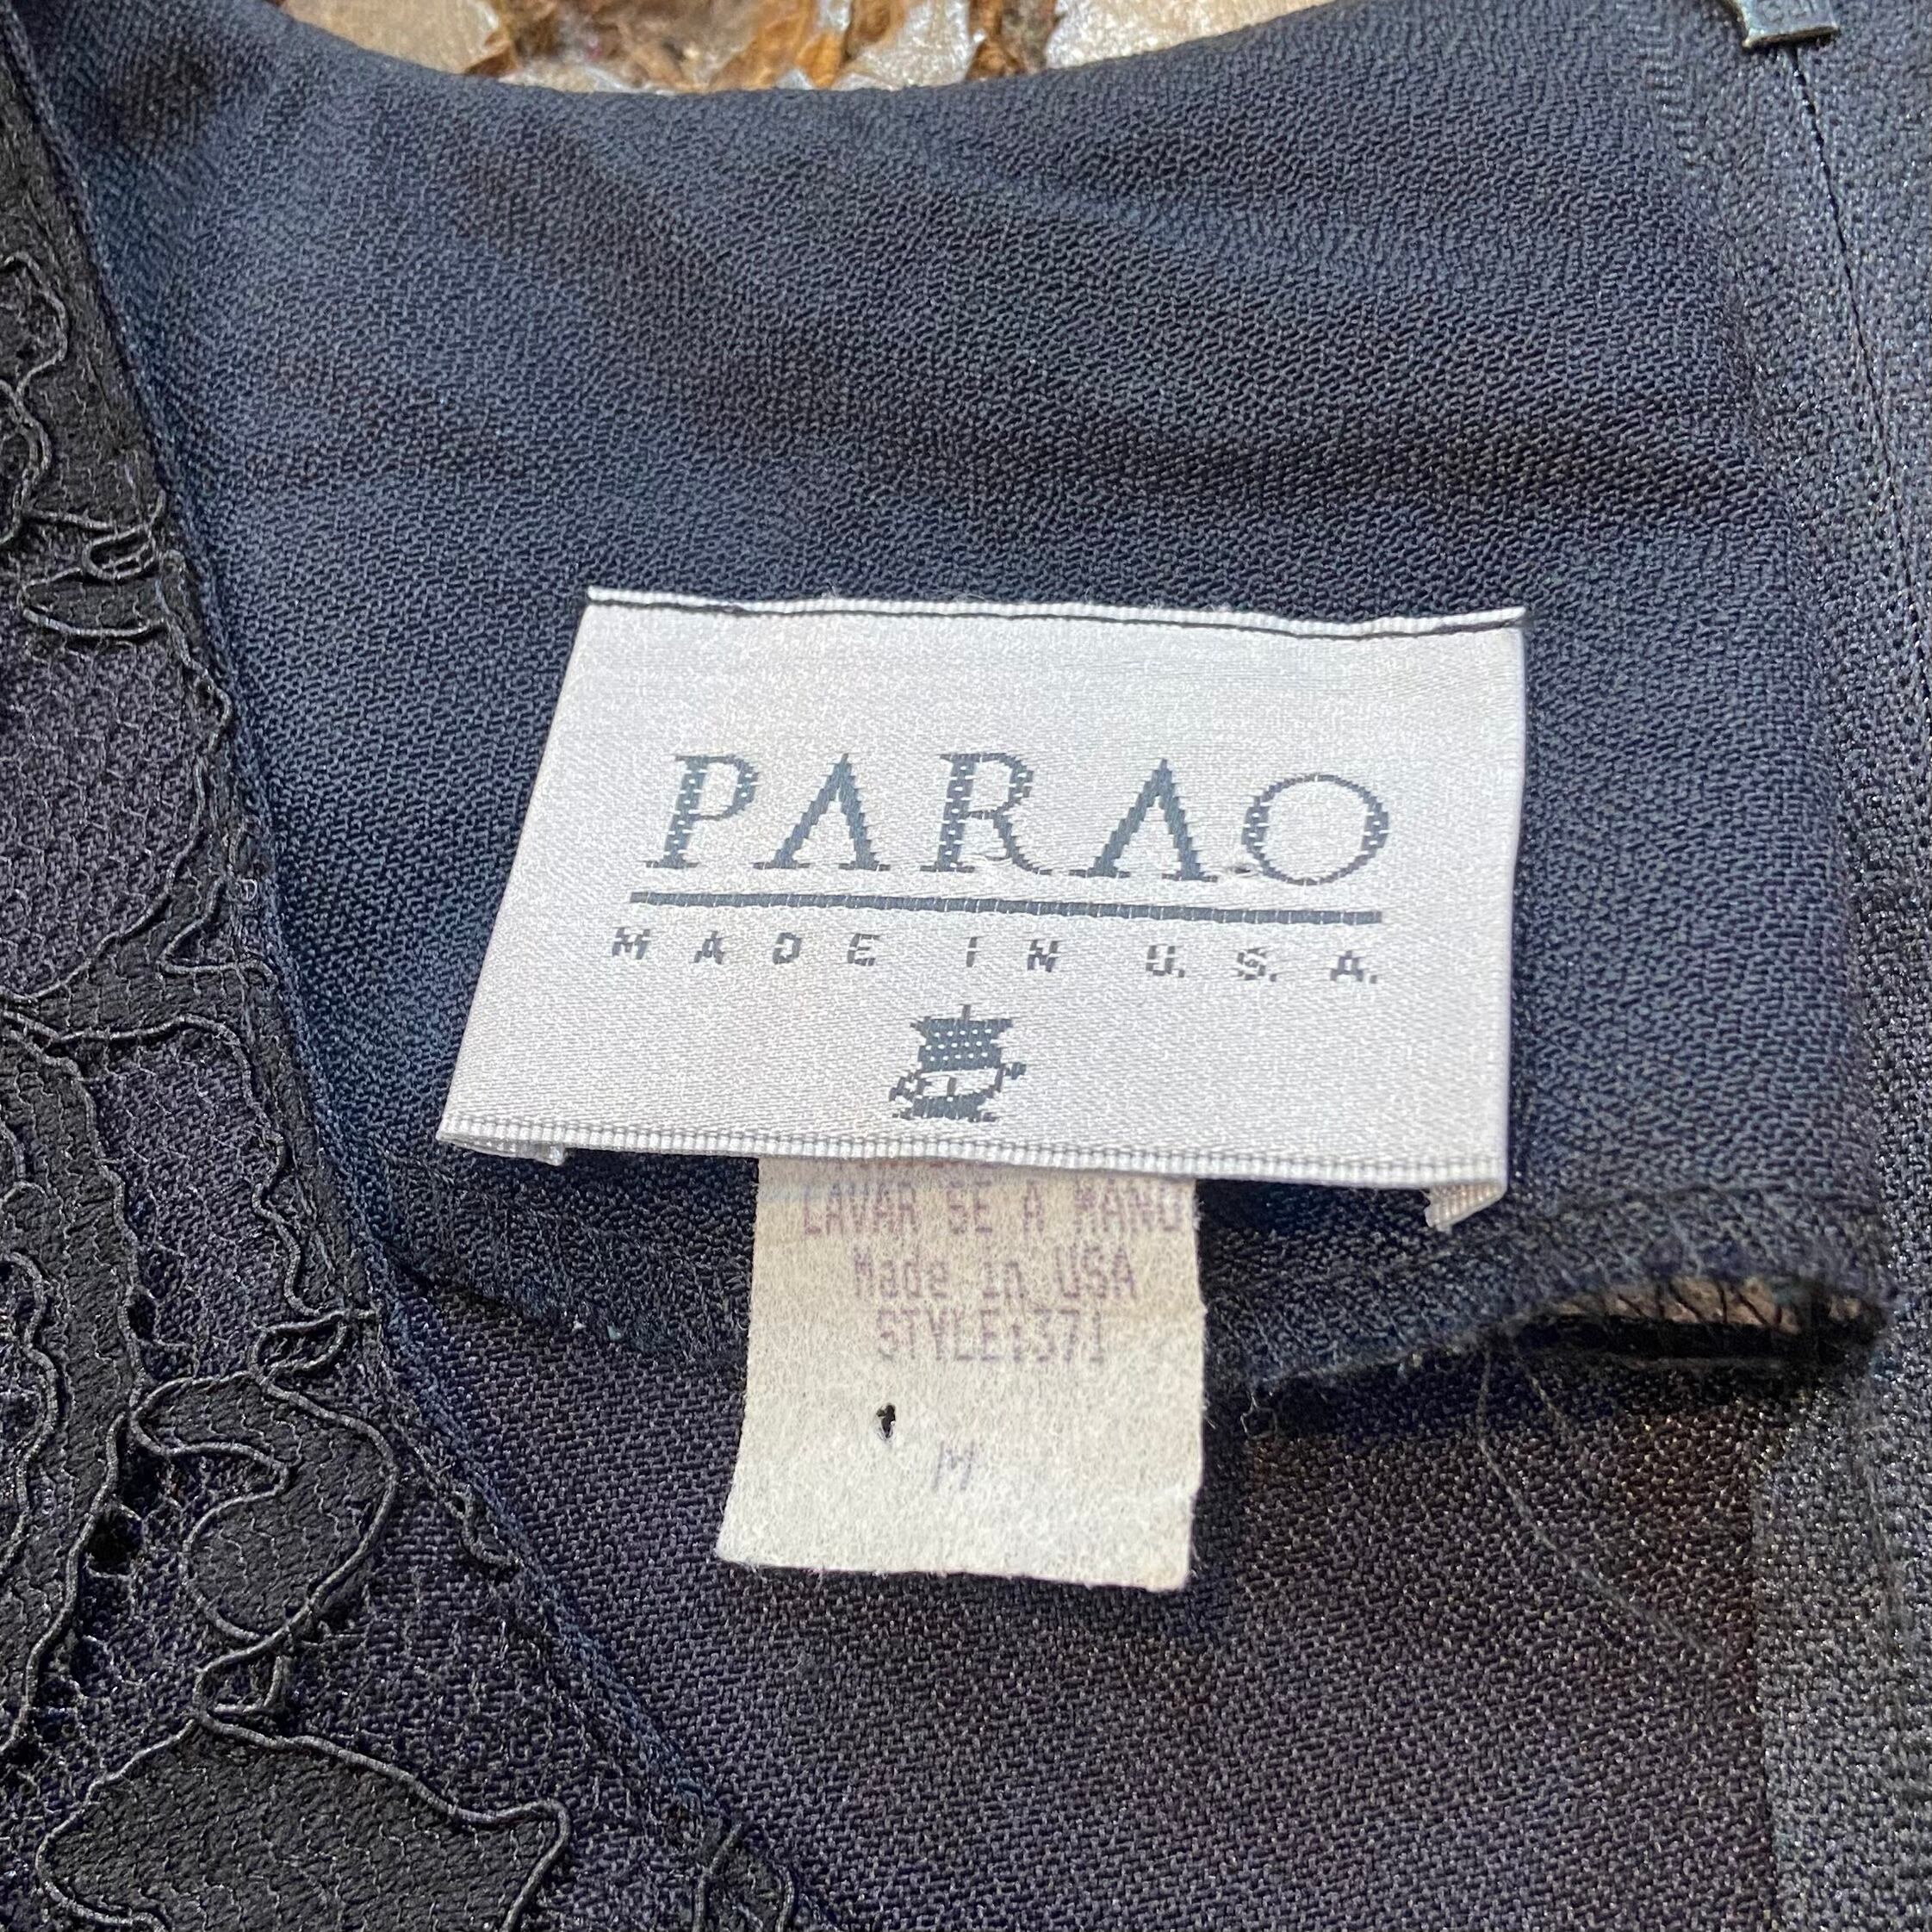 PARAO
MADE IN U.S.A.
LAVAR SE A MANO
Made in USA
STYLE:371
M